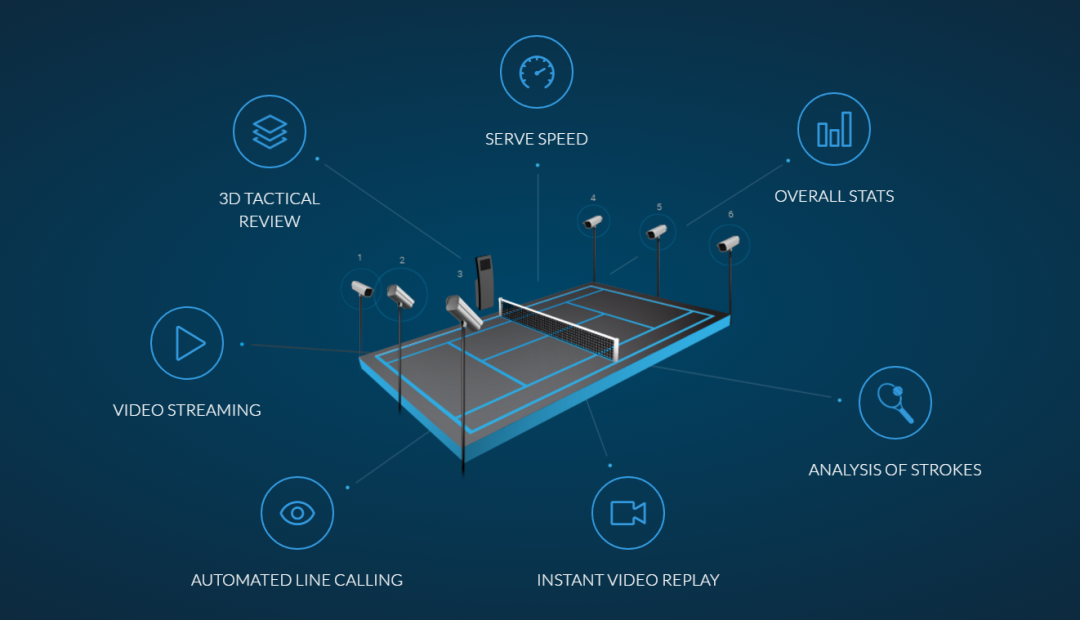 SERVE SPEED
3D TACTICAL
REVIEW
OVERALL STATS
4
5
6
1
2
3
VIDEO STREAMING
ANALYSIS OF STROKES
AUTOMATED LINE CALLING
INSTANT VIDEO REPLAY